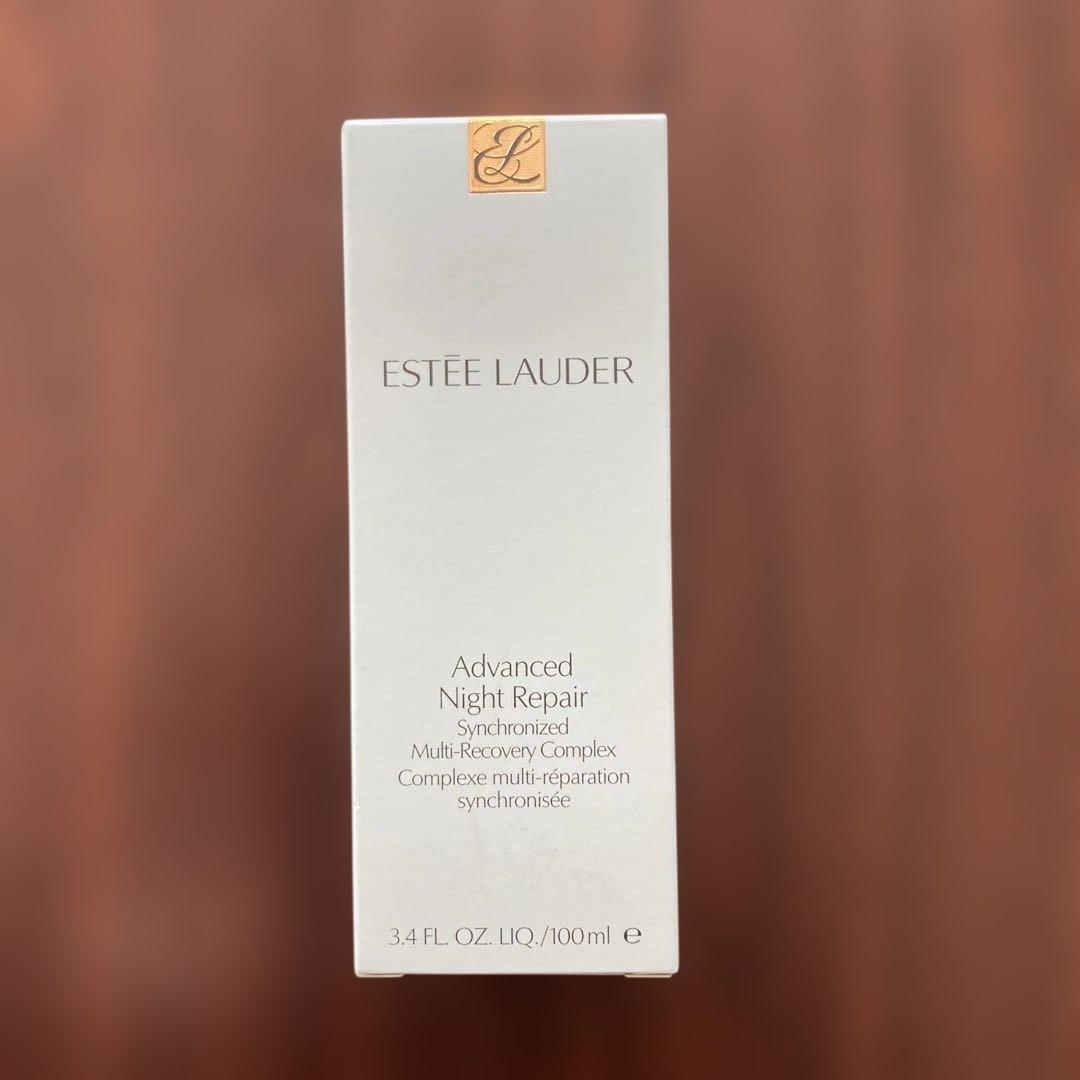 EL
ESTĒE LAUDER
Advanced
Night Repair
Synchronized
Multi-Recovery Complex
Complexe multi-réparation
synchronisée
3.4 FL. OZ. LIQ./100 ml ℮